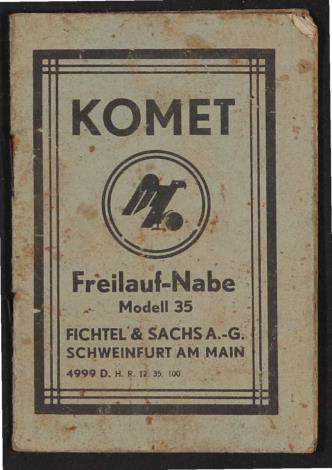 KOMET
Freilauf-Nabe
Modell 35
FICHTEL & SACHS A.-G.
SCHWEINFURT AM MAIN
4999 D. H. R. 12. 35. 100.